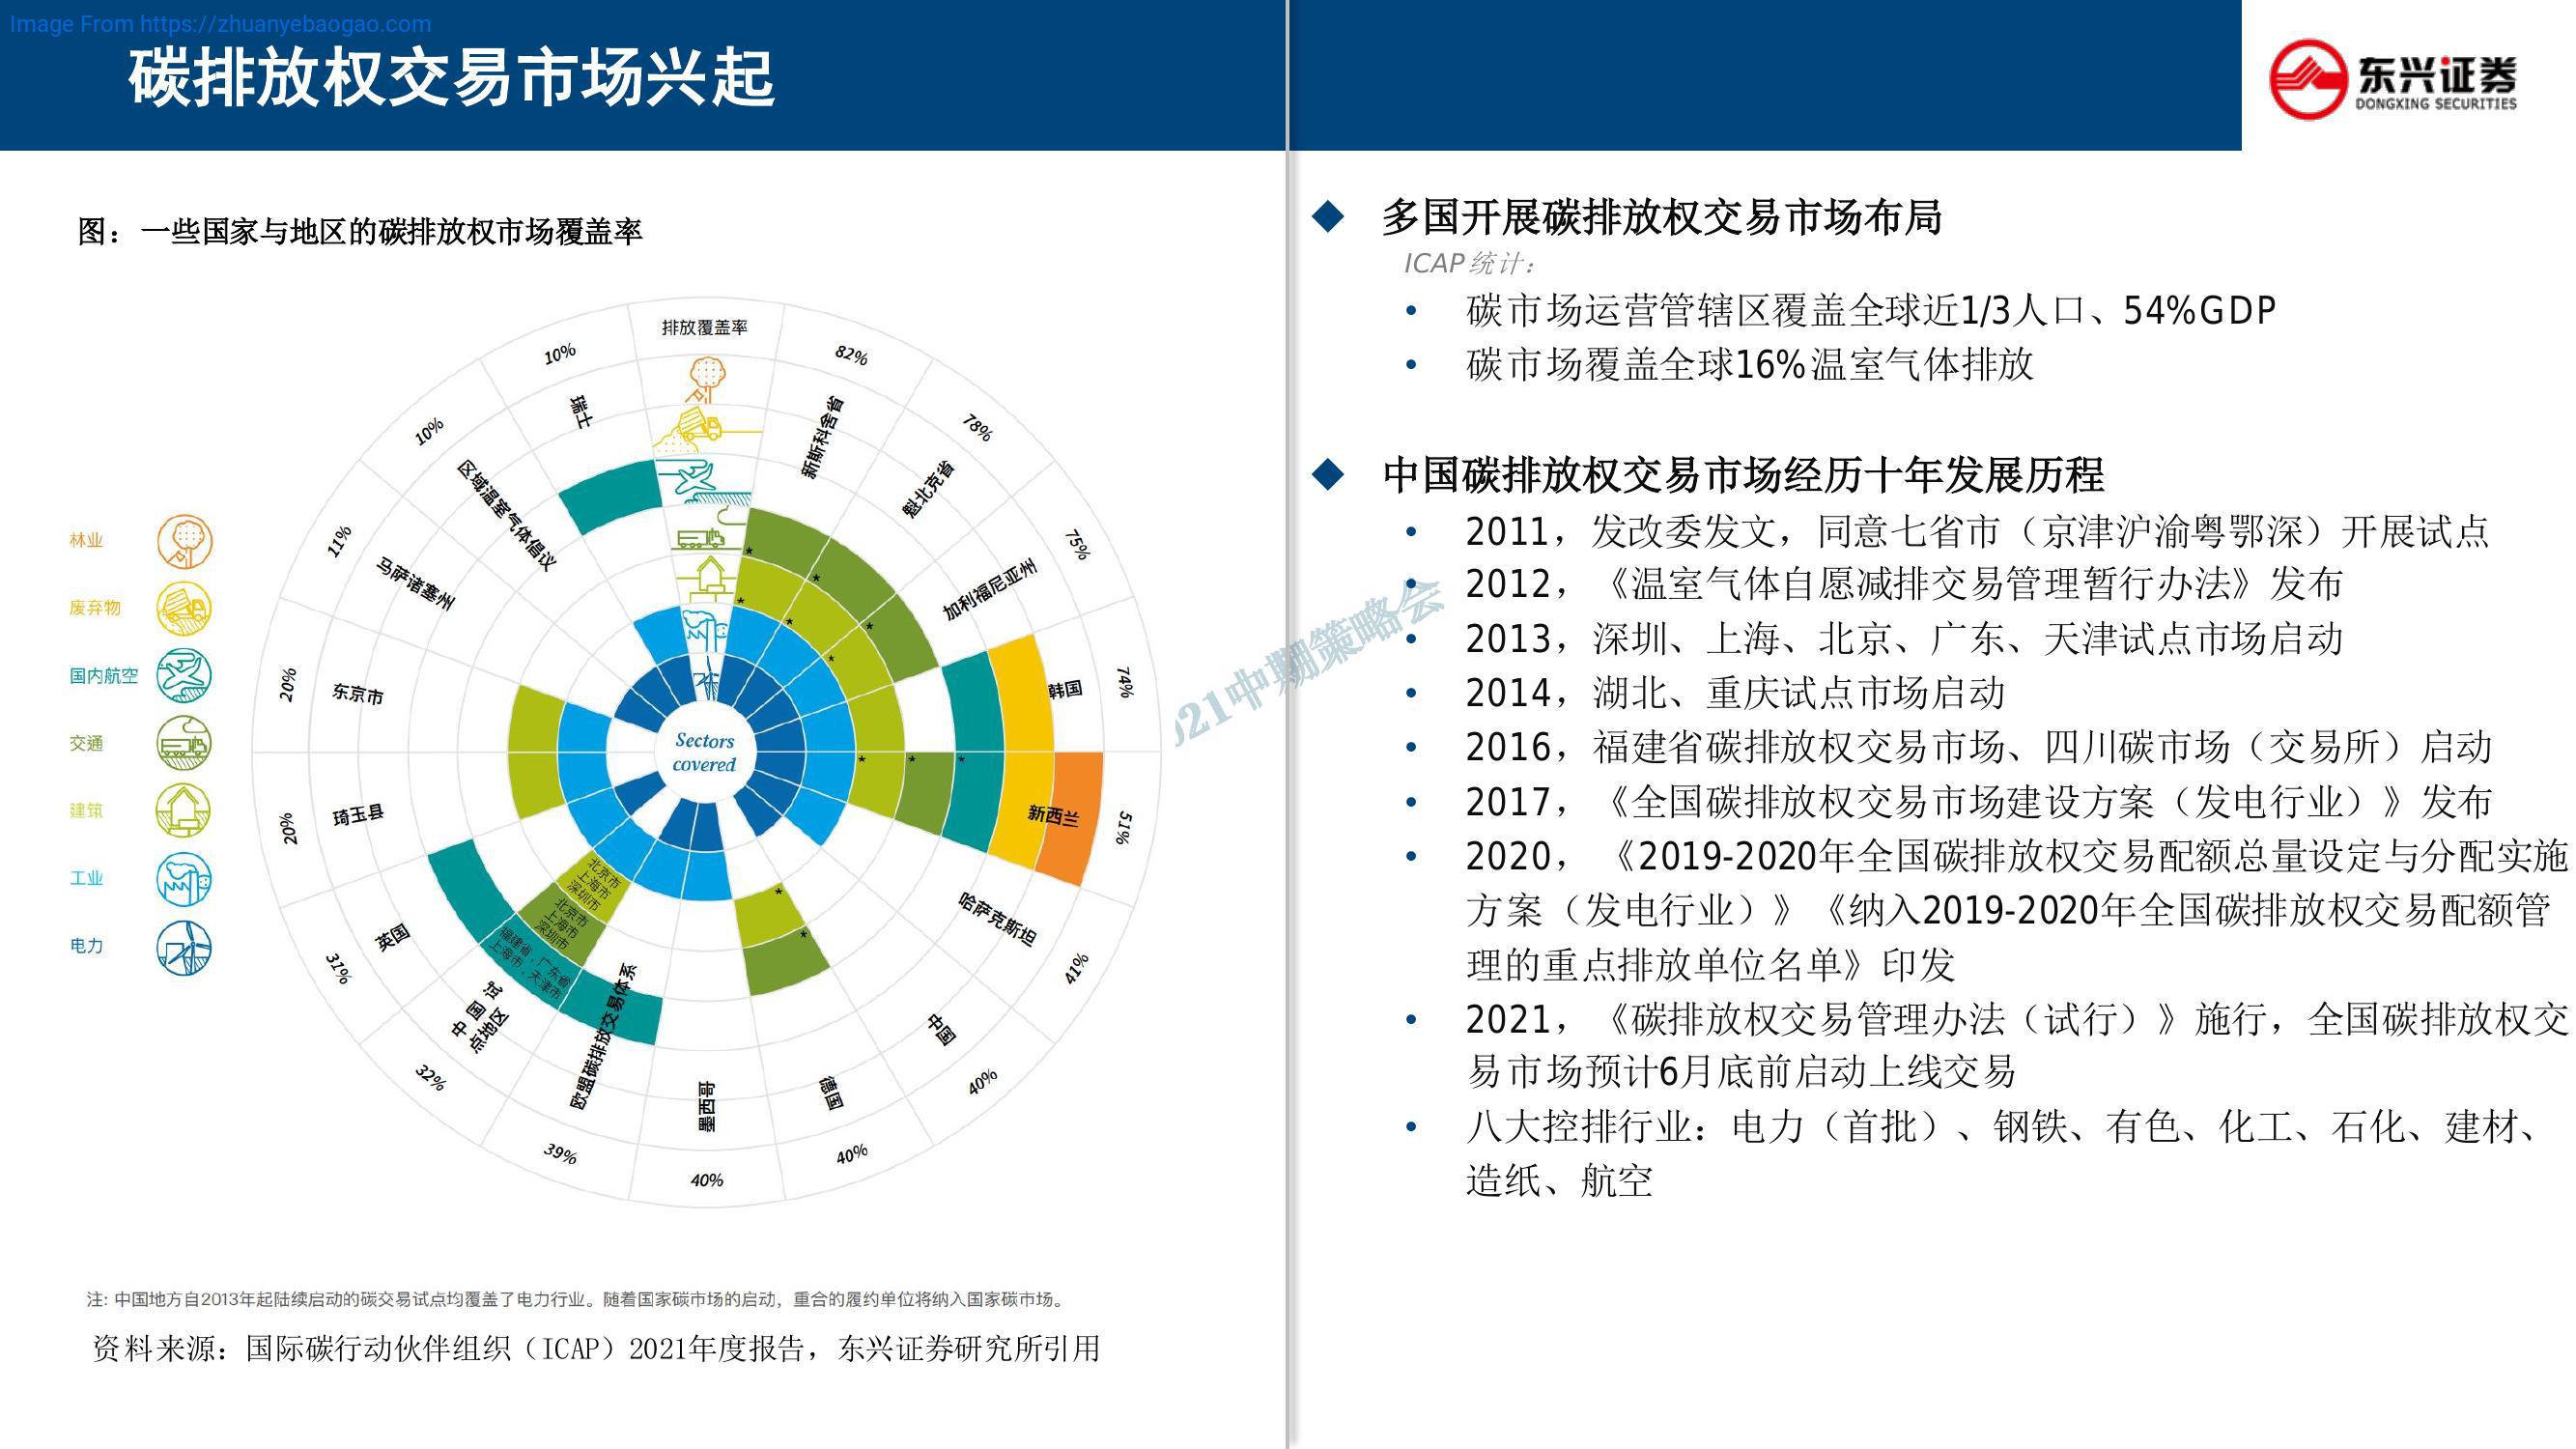 Image From https://zhuanyebaogao.com
碳排放权交易市场兴起
东兴证券
DONGXING SECURITIES
图：一些国家与地区的碳排放权市场覆盖率
排放覆盖率
82%
新斯科舍省
78%
魁北克省
75%
加利福尼亚州
74%
韩国
51%
新西兰
41%
哈萨克斯坦
40%
中国
40%
德国
40%
墨西哥
39%
欧盟碳排放交易体系
32%
中国试
点地区
31%
英国
20%
琦玉县
20%
东京市
11%
马萨诸塞州
10%
区域温室气体倡议
10%
瑞士
Sectors
covered
北京市
上海市
深圳市
北京市
上海市
深圳市
福建省，广东省
上海市，天津市
林业
废弃物
国内航空
交通
建筑
工业
电力
注: 中国地方自2013年起陆续启动的碳交易试点均覆盖了电力行业。随着国家碳市场的启动，重合的履约单位将纳入国家碳市场。
资料来源：国际碳行动伙伴组织（ICAP）2021年度报告，东兴证券研究所引用
021中期策略会
◆ 多国开展碳排放权交易市场布局
ICAP统计：
• 碳市场运营管辖区覆盖全球近1/3人口、54%GDP
• 碳市场覆盖全球16%温室气体排放
◆ 中国碳排放权交易市场经历十年发展历程
• 2011，发改委发文，同意七省市（京津沪渝粤鄂深）开展试点
• 2012，《温室气体自愿减排交易管理暂行办法》发布
• 2013，深圳、上海、北京、广东、天津试点市场启动
• 2014，湖北、重庆试点市场启动
• 2016，福建省碳排放权交易市场、四川碳市场（交易所）启动
• 2017，《全国碳排放权交易市场建设方案（发电行业）》发布
• 2020，《2019-2020年全国碳排放权交易配额总量设定与分配实施
方案（发电行业）》《纳入2019-2020年全国碳排放权交易配额管
理的重点排放单位名单》印发
• 2021，《碳排放权交易管理办法（试行）》施行，全国碳排放权交
易市场预计6月底前启动上线交易
• 八大控排行业：电力（首批）、钢铁、有色、化工、石化、建材、
造纸、航空